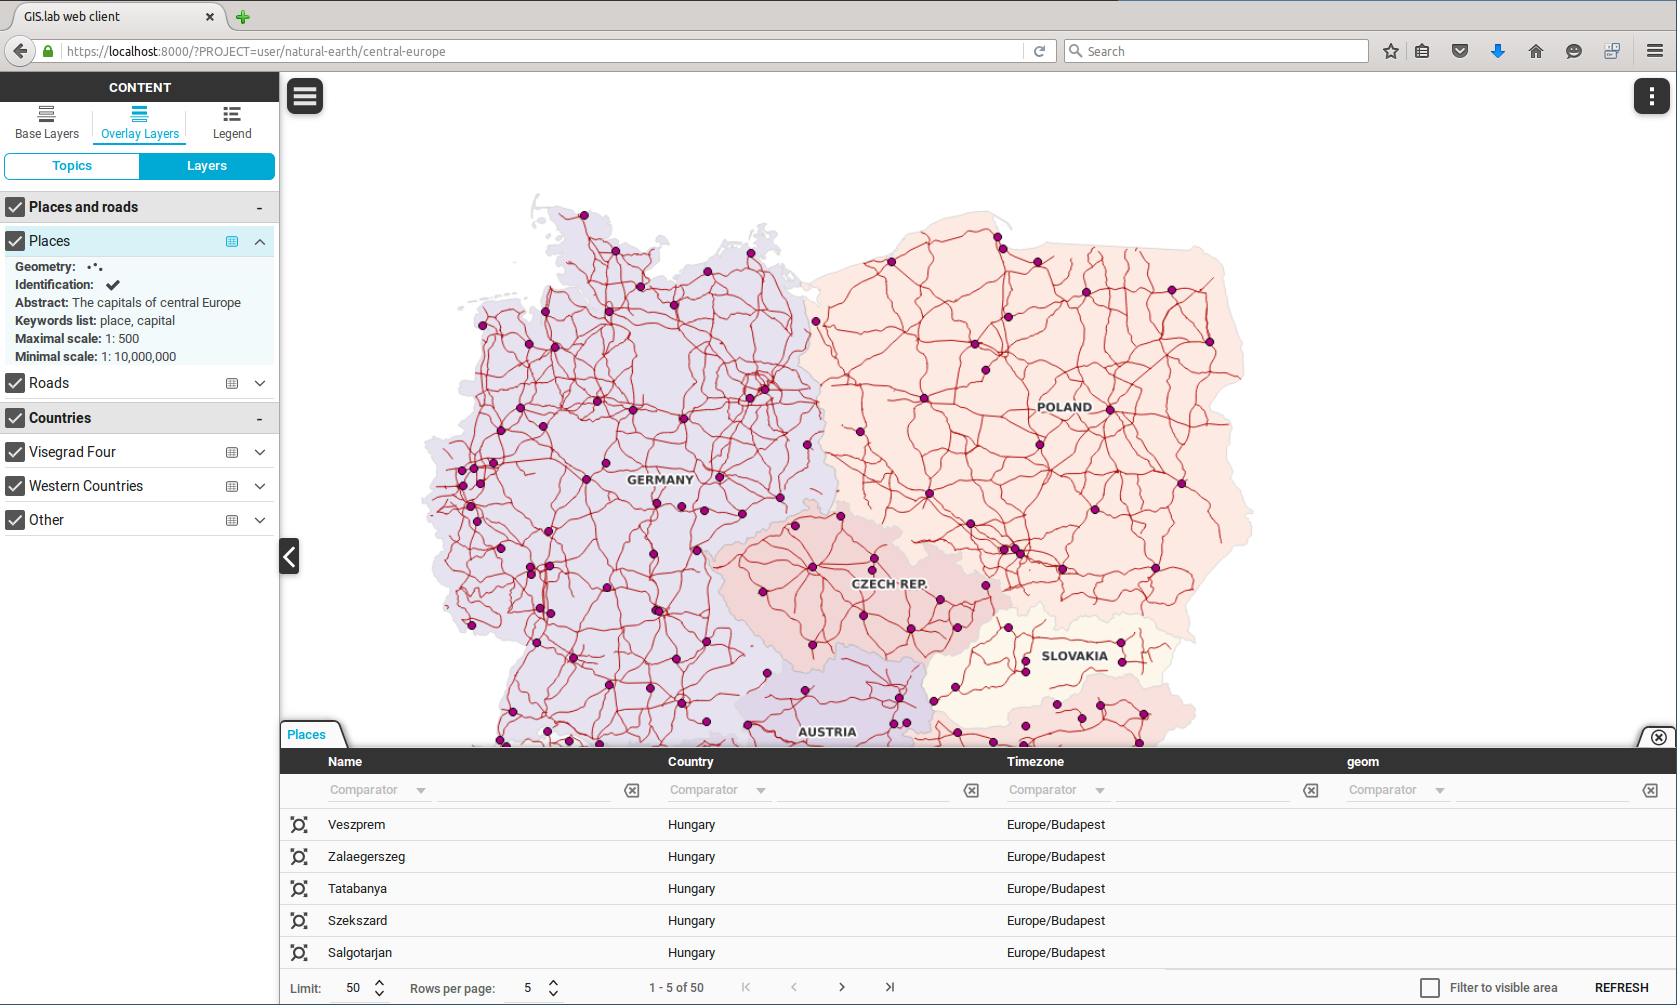 GIS.lab web client
https://localhost:8000/?PROJECT=user/natural-earth/central-europe
Search
CONTENT
Base Layers
Overlay Layers
Legend
Topics
Layers
Places and roads
-
Places
Geometry:
Identification:
Abstract: The capitals of central Europe
Keywords list: place, capital
Maximal scale: 1: 500
Minimal scale: 1: 10,000,000
Roads
Countries
-
Visegrad Four
Western Countries
Other
POLAND
GERMANY
CZECH REP.
SLOVAKIA
AUSTRIA
Places
Name Country Timezone geom
Comparator Comparator Comparator Comparator
Veszprem Hungary Europe/Budapest
Zalaegerszeg Hungary Europe/Budapest
Tatabanya Hungary Europe/Budapest
Szekszard Hungary Europe/Budapest
Salgotarjan Hungary Europe/Budapest
Limit: 50 Rows per page: 5 1 - 5 of 50 Filter to visible area REFRESH